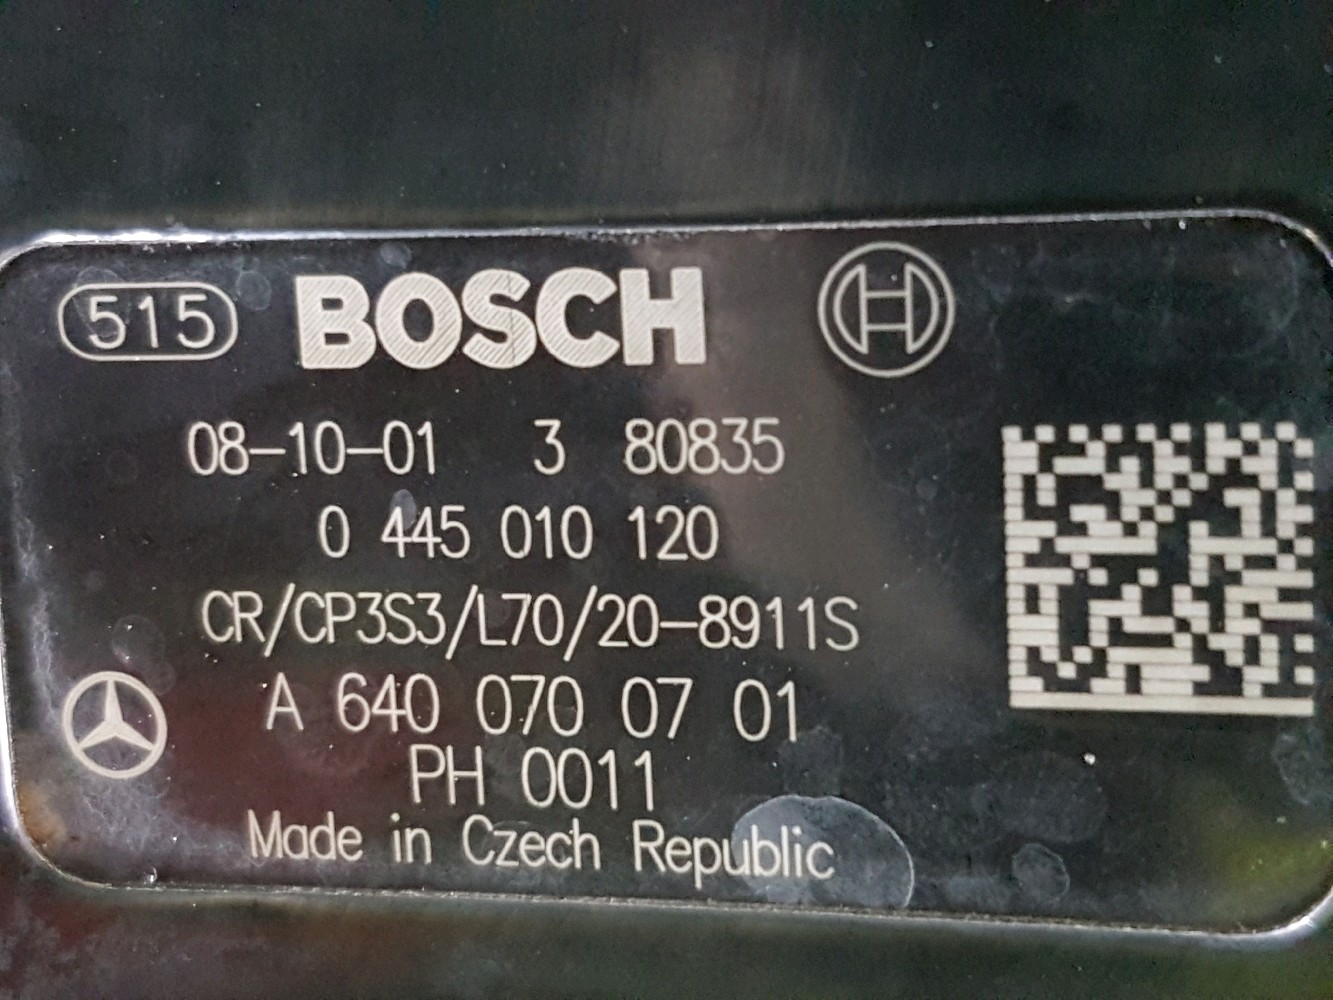 515 BOSCH
08-10-01 3 80835
0 445 010 120
CR/CP3S3/L70/20-8911S
A 640 070 07 01
PH 0011
Made in Czech Republic